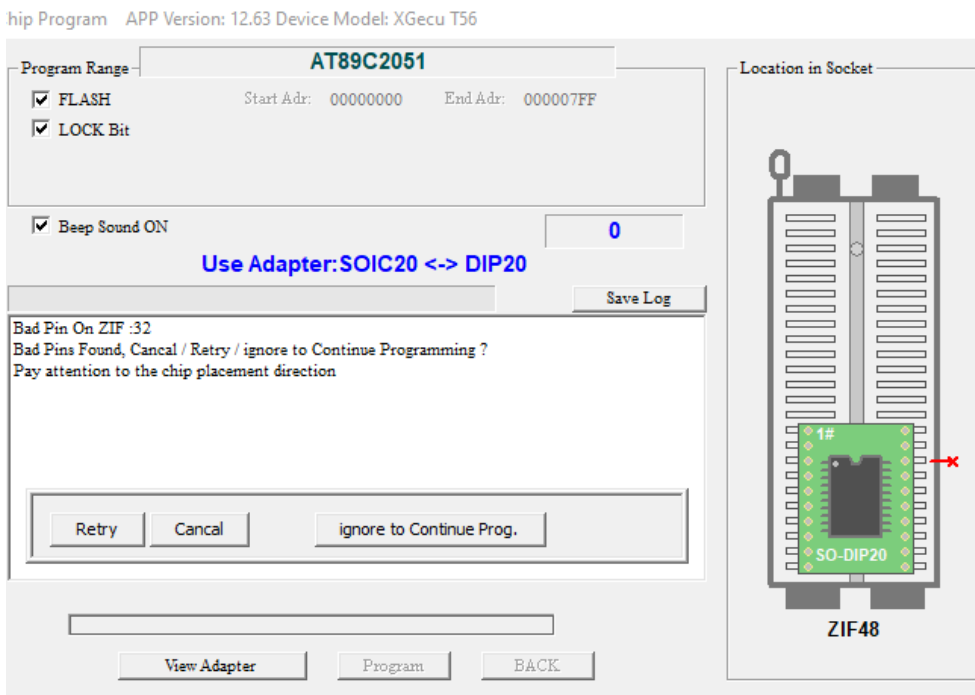 hip Program APP Version: 12.63 Device Model: XGecu T56
Program Range
AT89C2051
Location in Socket
FLASH Start Adr: 00000000 End Adr: 000007FF
LOCK Bit
Beep Sound ON
0
Use Adapter:SOIC20 <-> DIP20
Save Log
Bad Pin On ZIF :32
Bad Pins Found, Cancal / Retry / ignore to Continue Programming ?
Pay attention to the chip placement direction
1#
Retry Cancal ignore to Continue Prog.
SO-DIP20
ZIF48
View Adapter Program BACK